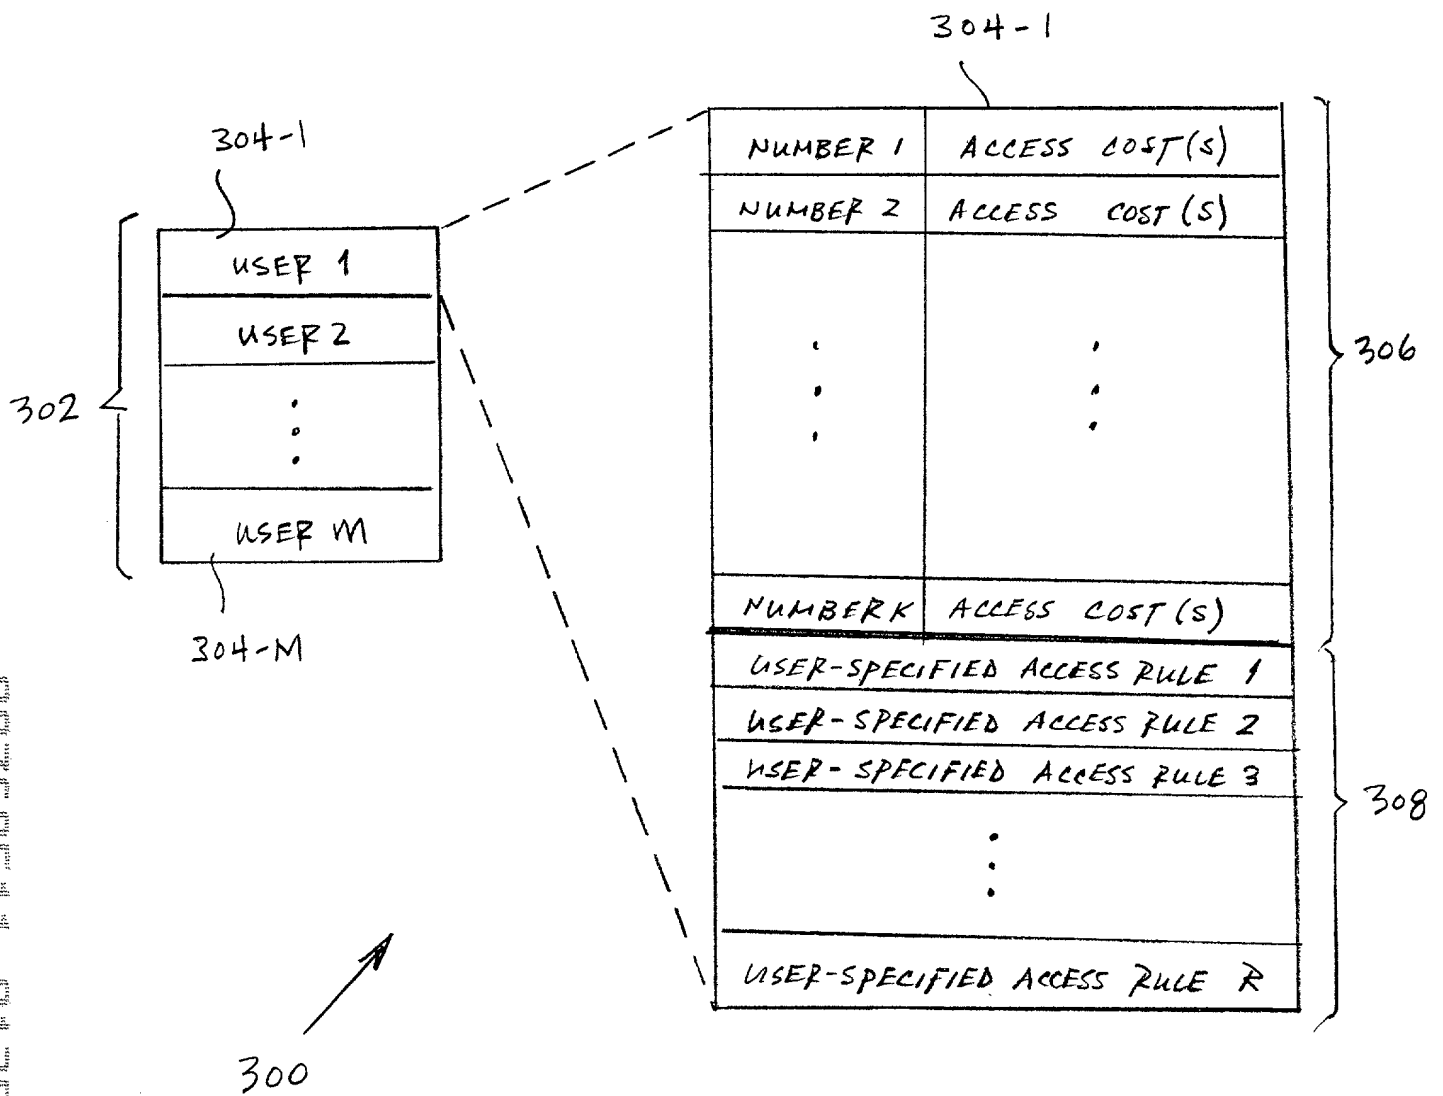 304-1
304-1
NUMBER 1 ACCESS COST(S)
NUMBER 2 ACCESS COST(S)
USER 1
USER 2
302
306
USER M
304-M
NUMBER K ACCESS COST(S)
USER-SPECIFIED ACCESS RULE 1
USER-SPECIFIED ACCESS RULE 2
USER-SPECIFIED ACCESS RULE 3
308
USER-SPECIFIED ACCESS RULE R
300